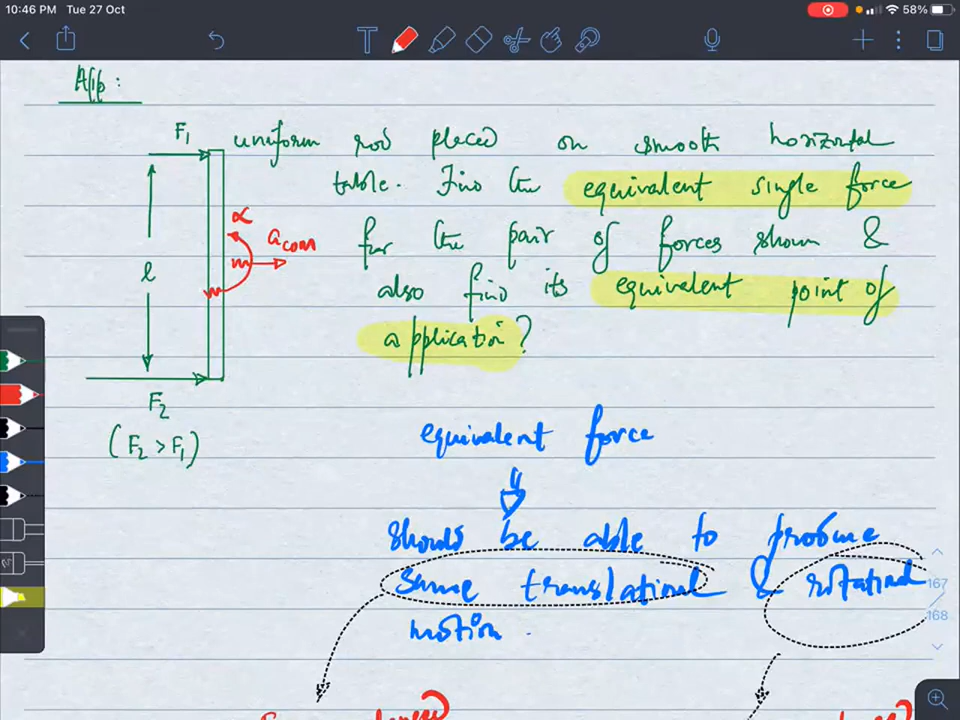 10:46 PM Tue 27 Oct
58%
App:
F1
uniform rod placed on smooth horizontal
table. Find the equivalent single force
for the pair of forces shown &
also find its equivalent point of
application?
α
acom
l
F2
(F2 > F1)
equivalent force
should be able to produce
same translational & rotational
motion
167
168